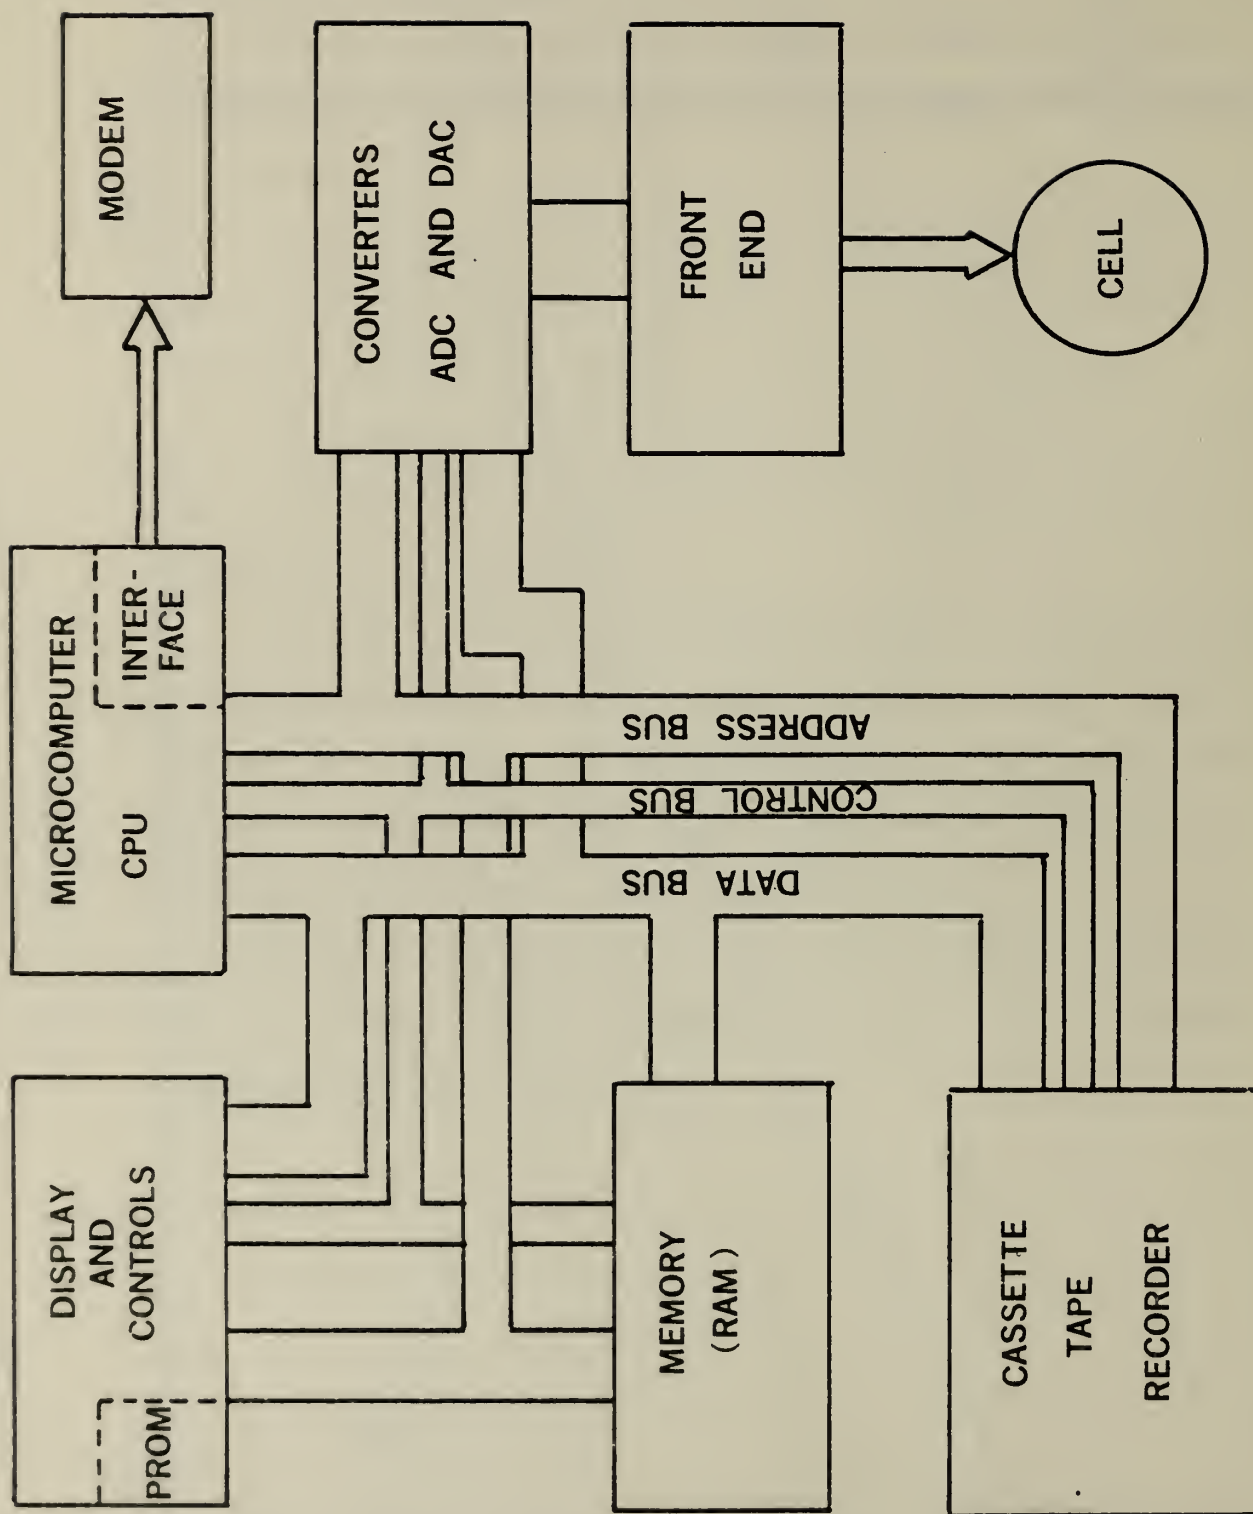 DISPLAY
AND
CONTROLS
PROM
MICROCOMPUTER
CPU
INTER-
FACE
MODEM
CONVERTERS
ADC AND DAC
FRONT
END
CELL
ADDRESS BUS
CONTROL BUS
DATA BUS
MEMORY
(RAM)
CASSETTE
TAPE
RECORDER